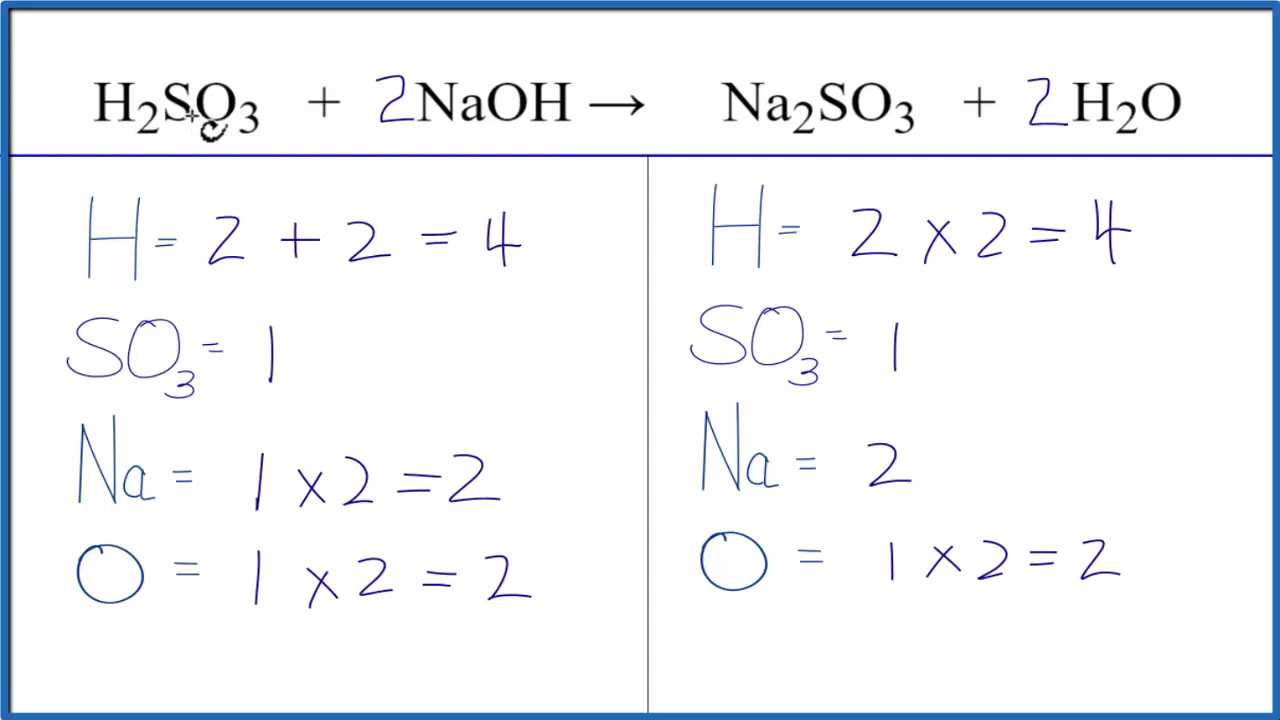 H₂SO₃ + 2NaOH → Na₂SO₃ + 2H₂O
H = 2 + 2 = 4
SO₃ = 1
Na = 1 x 2 = 2
O = 1 x 2 = 2
H = 2 x 2 = 4
SO₃ = 1
Na = 2
O = 1 x 2 = 2